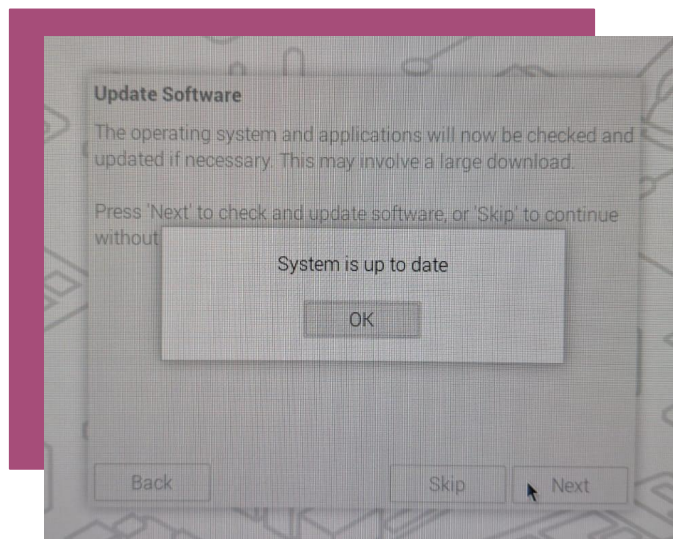 Update Software
The operating system and applications will now be checked and
updated if necessary. This may involve a large download.
Press 'Next' to check and update software, or 'Skip' to continue
without
System is up to date
OK
Back
Skip
Next